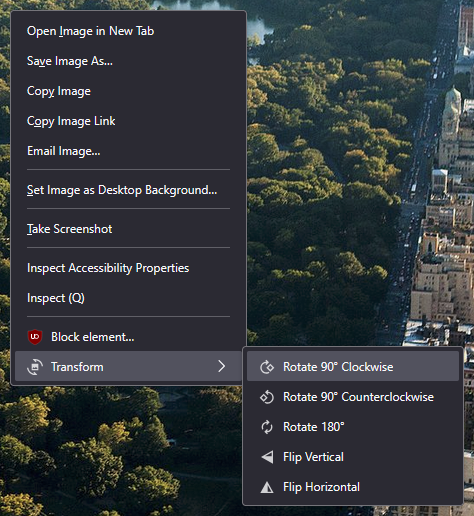 Open Image in New Tab
Save Image As...
Copy Image
Copy Image Link
Email Image...
Set Image as Desktop Background...
Take Screenshot
Inspect Accessibility Properties
Inspect (Q)
Block element...
Transform
Rotate 90° Clockwise
Rotate 90° Counterclockwise
Rotate 180°
Flip Vertical
Flip Horizontal